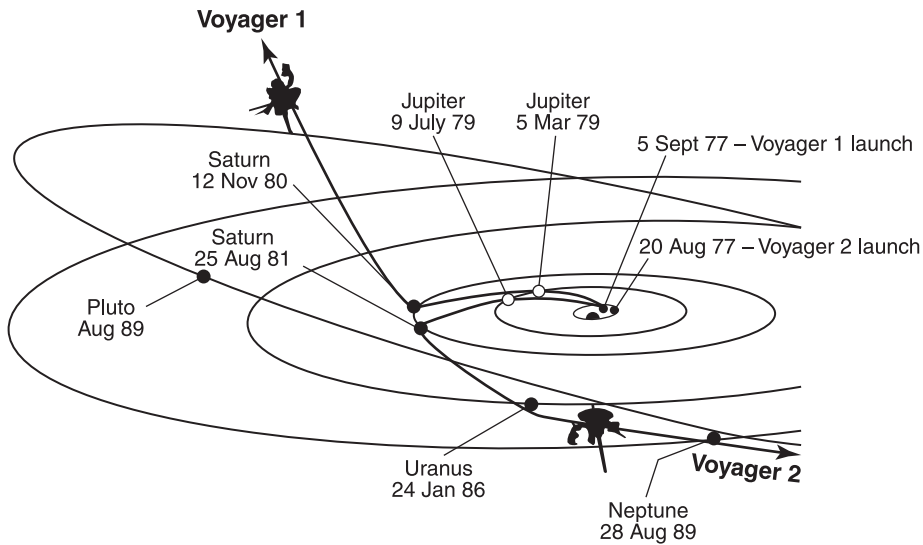 Voyager 1
Jupiter
9 July 79
Jupiter
5 Mar 79
5 Sept 77 – Voyager 1 launch
Saturn
12 Nov 80
Saturn
25 Aug 81
20 Aug 77 – Voyager 2 launch
Pluto
Aug 89
Uranus
24 Jan 86
Voyager 2
Neptune
28 Aug 89